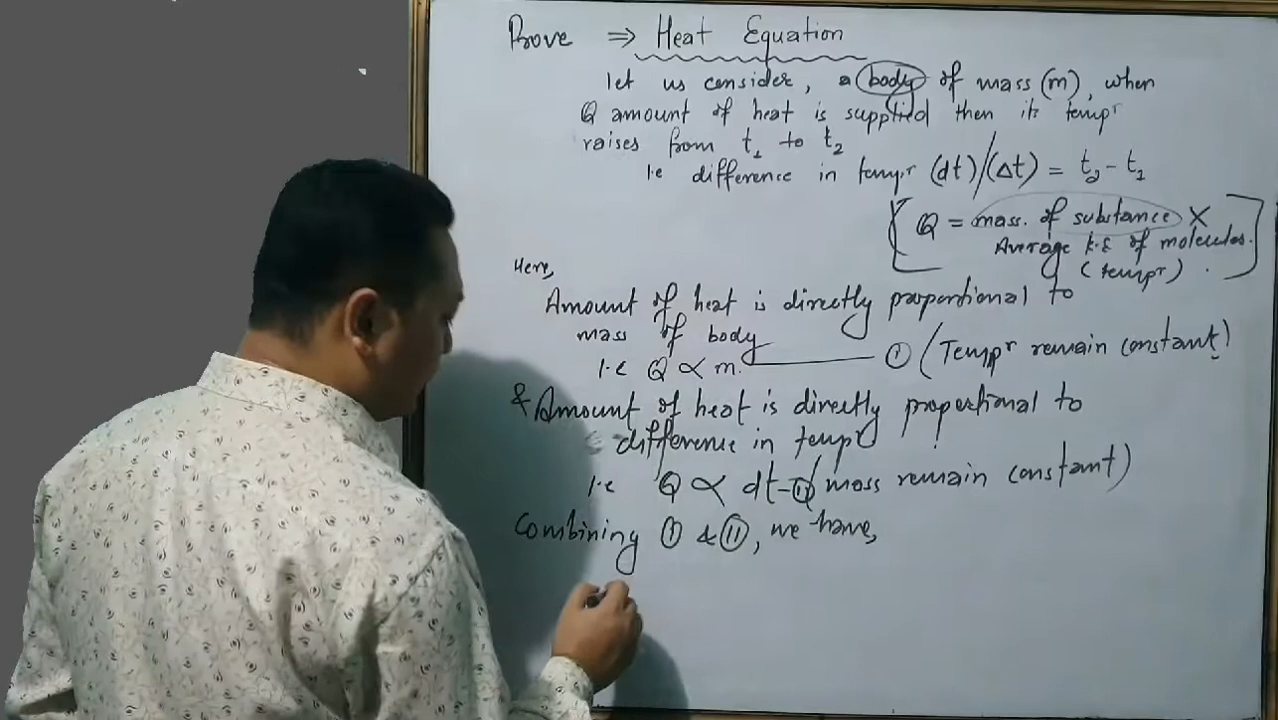 Prove ⇒ Heat Equation
let us consider, a body of mass (m), when
Q amount of heat is supplied then its tempr
raises from t1 to t2
i.e difference in tempr (dt)/(Δt) = t2 - t1
[Q = mass. of substance X
Average k.E of molecules.
(tempr) . ]
Here,
Amount of heat is directly proportional to
mass of body
i.e Q ∝ m. ——— ① (Tempr remain constant)
& Amount of heat is directly propertional to
difference in tempr
i.e Q ∝ dt - ⑪ (mass remain constant)
Combining ① & ⑪, we have,